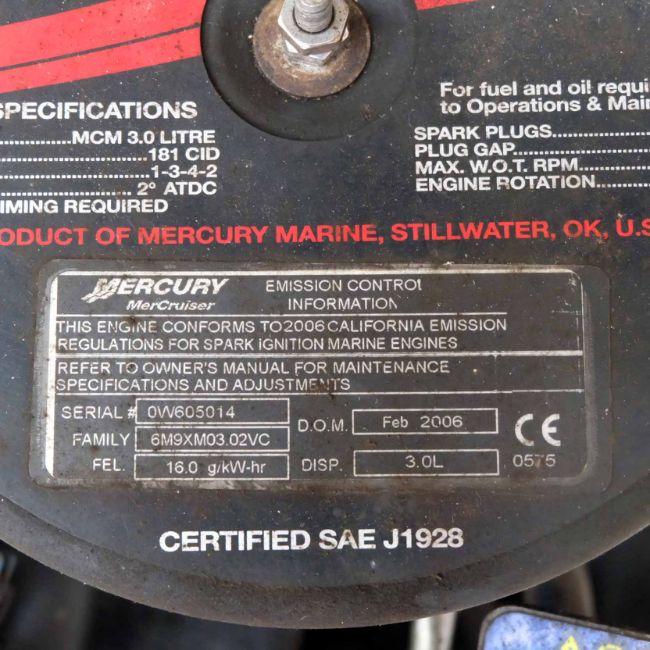 SPECIFICATIONS
MCM 3.0 LITRE
181 CID
1-3-4-2
2° ATDC
TIMING REQUIRED
For fuel and oil requi
to Operations & Mai
SPARK PLUGS
PLUG GAP
MAX. W.O.T. RPM
ENGINE ROTATION
ODUCT OF MERCURY MARINE, STILLWATER, OK, U.S
MERCURY
MerCruiser
EMISSION CONTROL
INFORMATION
THIS ENGINE CONFORMS TO 2006 CALIFORNIA EMISSION
REGULATIONS FOR SPARK IGNITION MARINE ENGINES
REFER TO OWNER'S MANUAL FOR MAINTENANCE
SPECIFICATIONS AND ADJUSTMENTS
SERIAL # 0W605014
D.O.M. Feb 2006
FAMILY 6M9XM03.02VC
FEL. 16.0 g/kW-hr
DISP. 3.0L
CE
0575
CERTIFIED SAE J1928